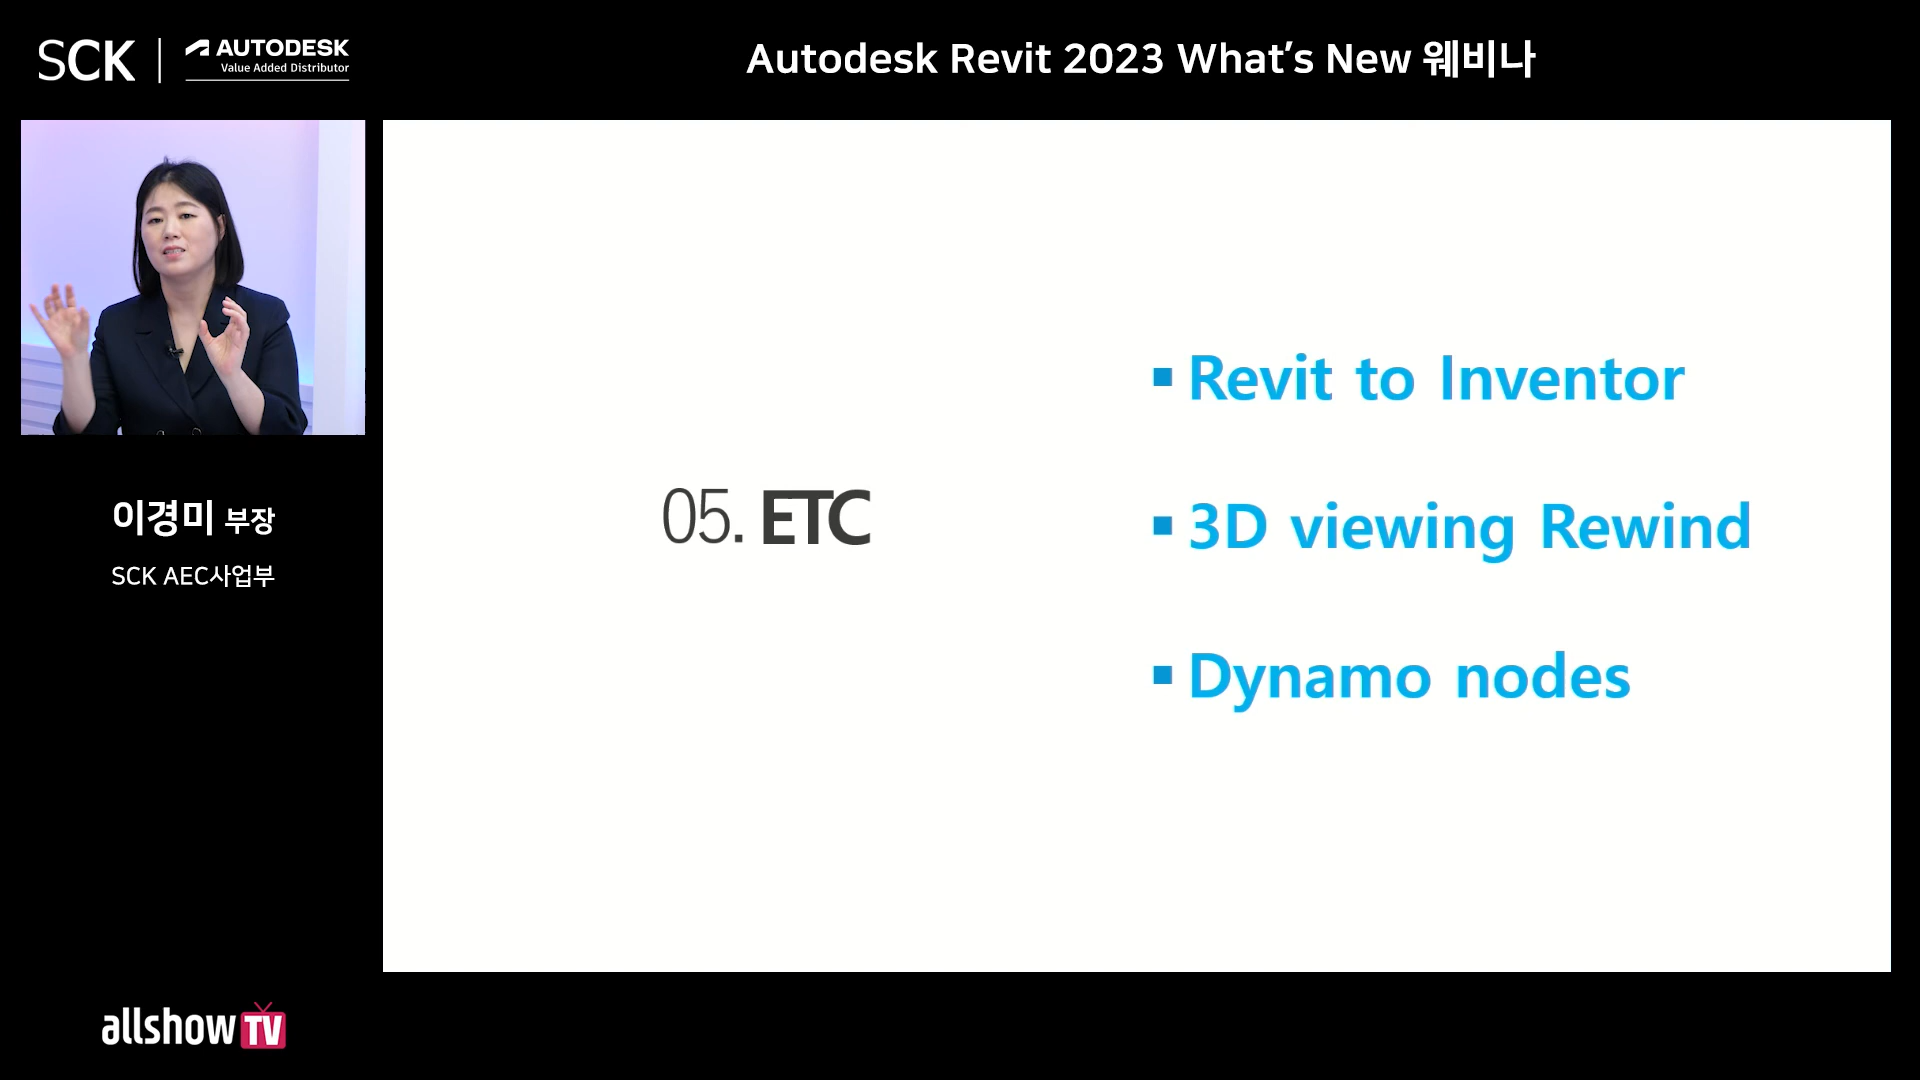 SCK
AUTODESK
Value Added Distributor
Autodesk Revit 2023 What's New 웨비나
이경미 부장
SCK AEC사업부
05. ETC
▪ Revit to Inventor
▪ 3D viewing Rewind
▪ Dynamo nodes
allshow TV